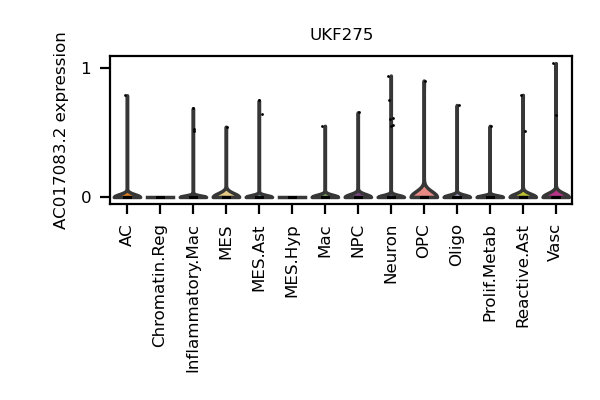 UKF275
AC017083.2 expression
1
0
AC
Chromatin.Reg
Inflammatory.Mac
MES
MES.Ast
MES.Hyp
Mac
NPC
Neuron
OPC
Oligo
Prolif.Metab
Reactive.Ast
Vasc